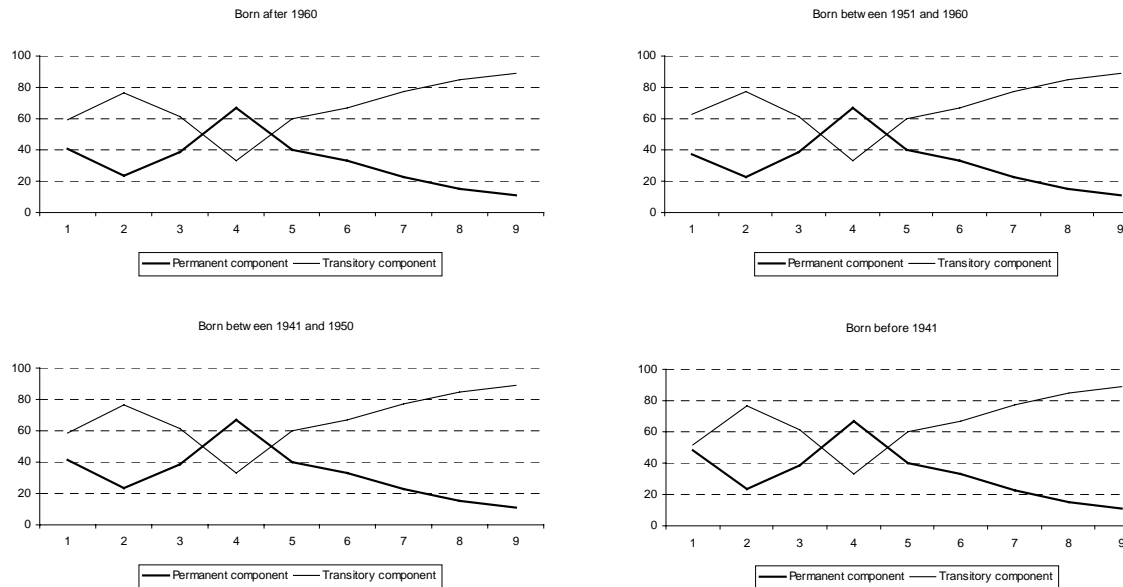 Born after 1960
100
80
60
40
20
0
1 2 3 4 5 6 7 8 9
Permanent component Transitory component
Born between 1951 and 1960
100
80
60
40
20
0
1 2 3 4 5 6 7 8 9
Permanent component Transitory component
Born between 1941 and 1950
100
80
60
40
20
0
1 2 3 4 5 6 7 8 9
Permanent component Transitory component
Born before 1941
100
80
60
40
20
0
1 2 3 4 5 6 7 8 9
Permanent component Transitory component